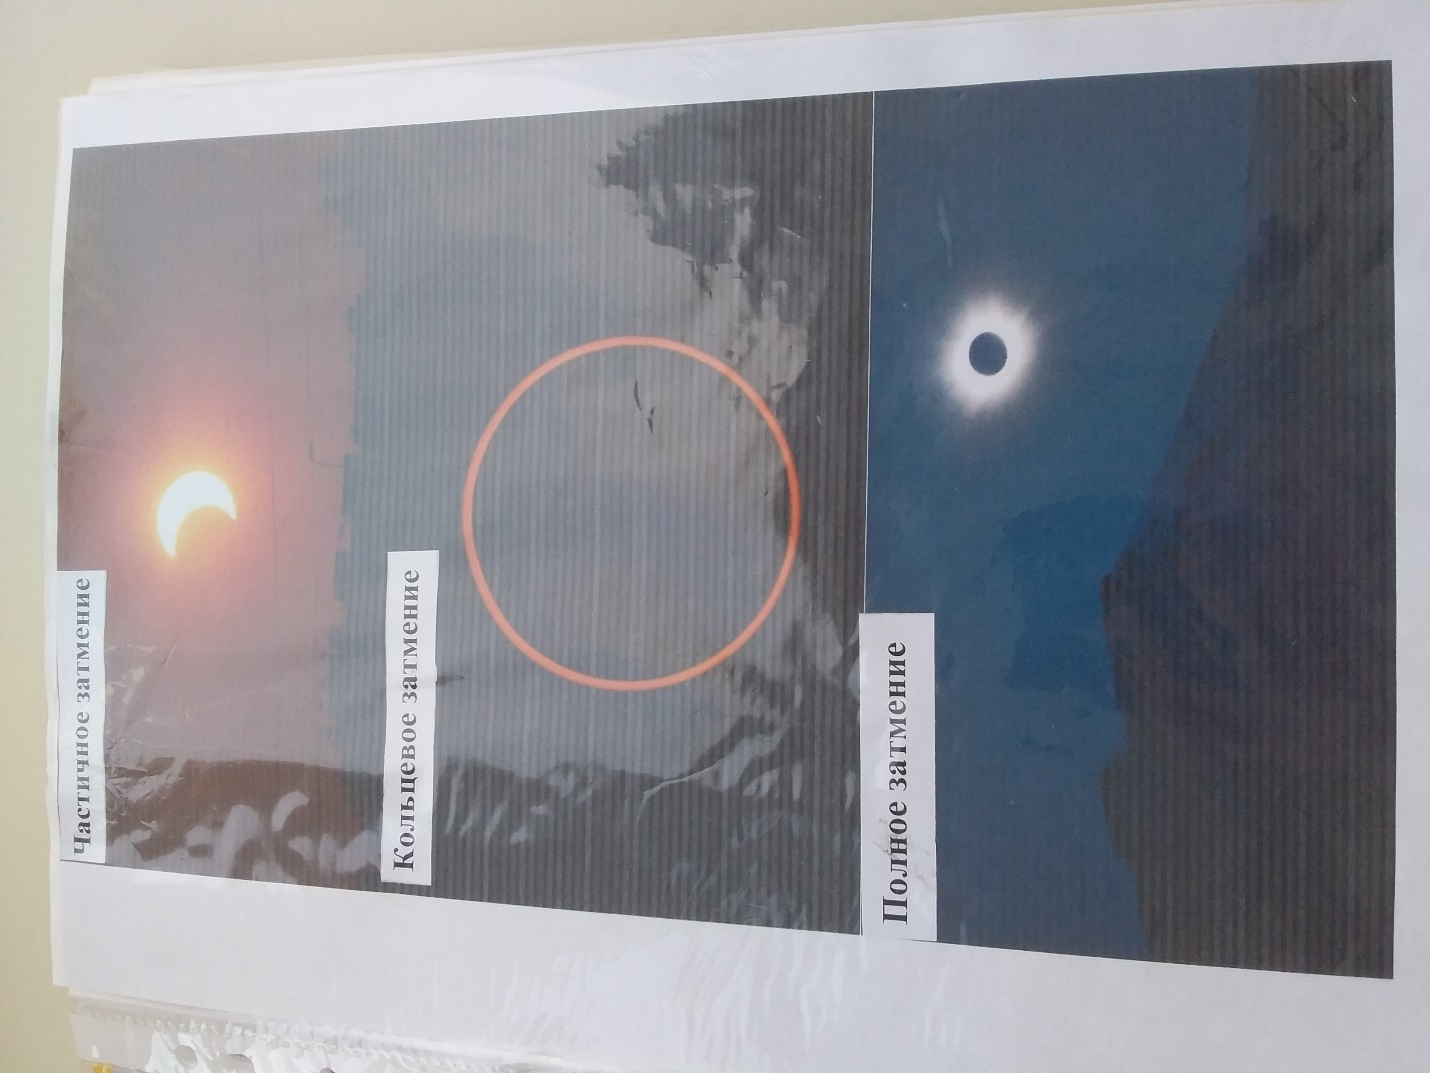 Частичное затмение
Кольцевое затмение
Полное затмение